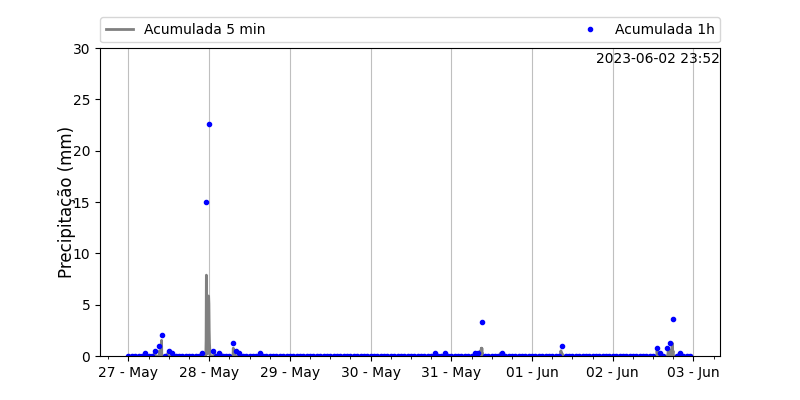 Acumulada 5 min
Acumulada 1h
2023-06-02 23:52
Precipitação (mm)
30
25
20
15
10
5
0
27 - May
28 - May
29 - May
30 - May
31 - May
01 - Jun
02 - Jun
03 - Jun